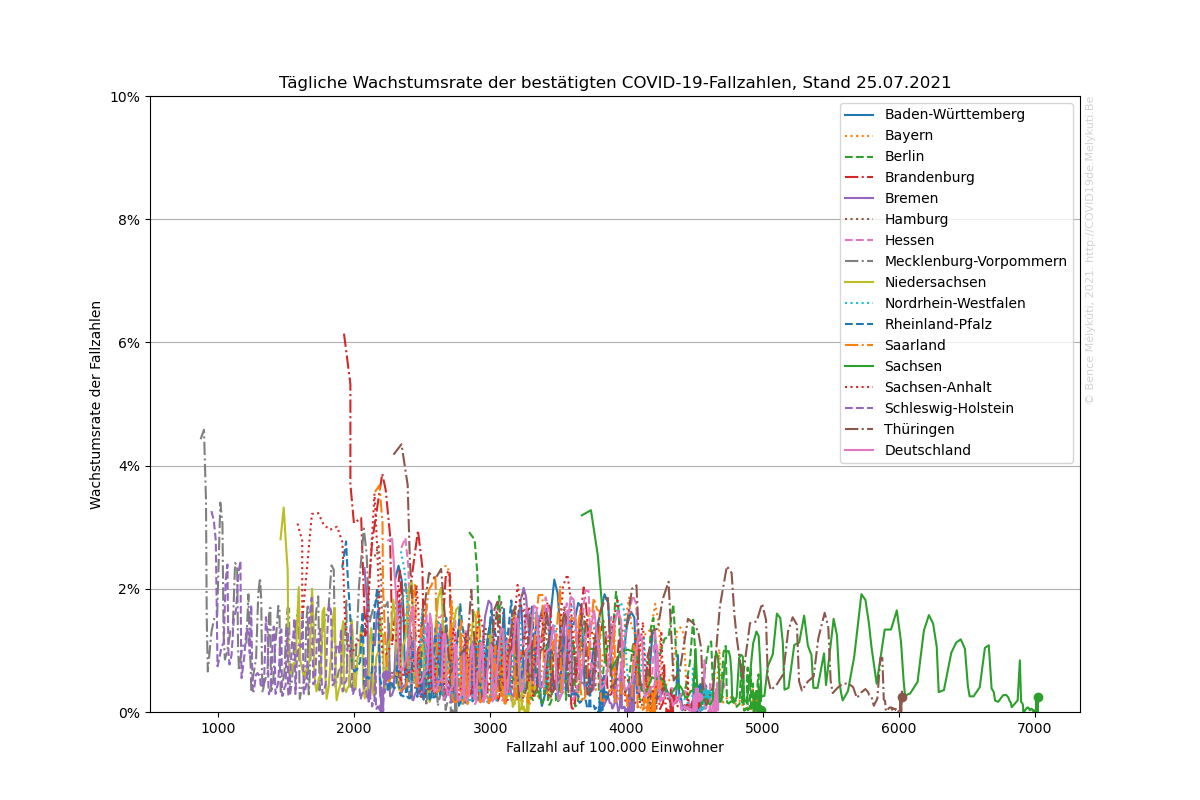 Tägliche Wachstumsrate der bestätigten COVID-19-Fallzahlen, Stand 25.07.2021
10%
8%
6%
4%
2%
0%
Wachstumsrate der Fallzahlen
Baden-Württemberg
Bayern
Berlin
Brandenburg
Bremen
Hamburg
Hessen
Mecklenburg-Vorpommern
Niedersachsen
Nordrhein-Westfalen
Rheinland-Pfalz
Saarland
Sachsen
Sachsen-Anhalt
Schleswig-Holstein
Thüringen
Deutschland
© Bence Mélykúti, 2021. http://COVID19de.Melykuti.Be
1000 2000 3000 4000 5000 6000 7000
Fallzahl auf 100.000 Einwohner